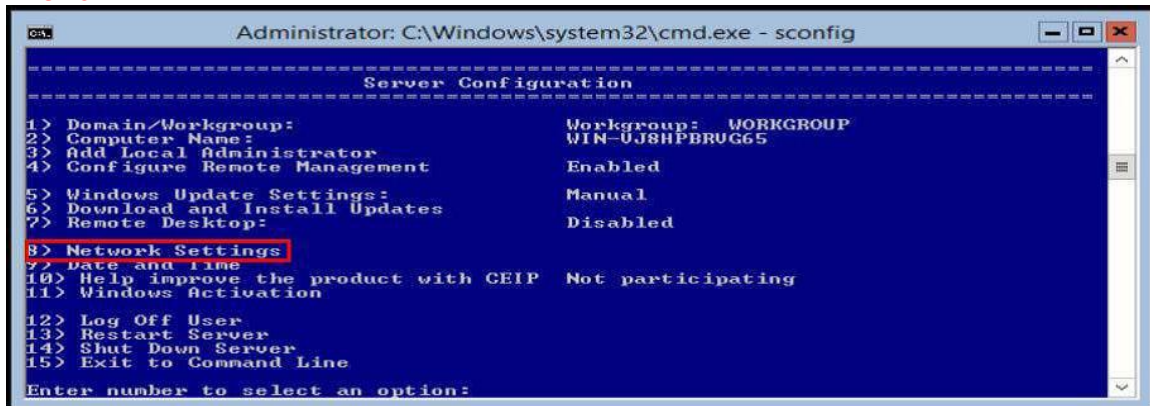 Administrator: C:\Windows\system32\cmd.exe - sconfig
Server Configuration
1) Domain/Workgroup: Workgroup: WORKGROUP
2) Computer Name: WIN-VJ8HPBRVG65
3) Add Local Administrator
4) Configure Remote Management Enabled
5) Windows Update Settings: Manual
6) Download and Install Updates
7) Remote Desktop: Disabled
8) Network Settings
9) Date and Time
10) Help improve the product with CEIP Not participating
11) Windows Activation
12) Log Off User
13) Restart Server
14) Shut Down Server
15) Exit to Command Line
Enter number to select an option: